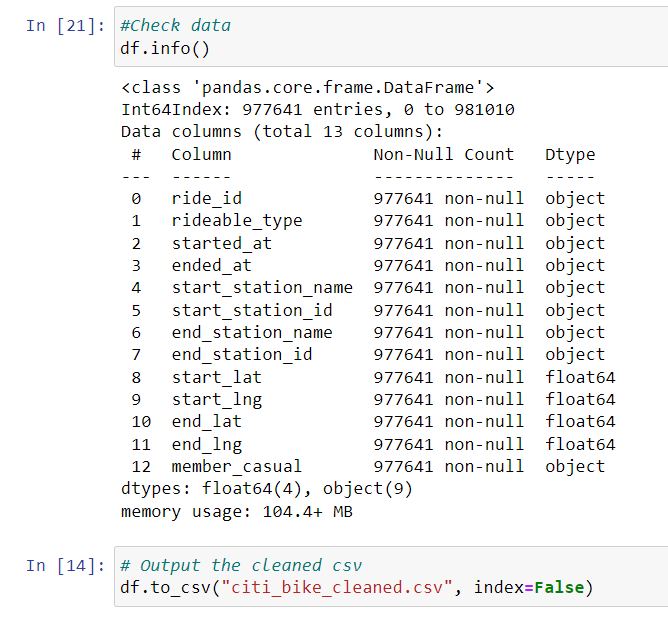 In [21]: #Check data
df.info()
<class 'pandas.core.frame.DataFrame'>
Int64Index: 977641 entries, 0 to 981010
Data columns (total 13 columns):
 #   Column              Non-Null Count   Dtype
---  ------              --------------   -----
 0   ride_id             977641 non-null  object
 1   rideable_type       977641 non-null  object
 2   started_at          977641 non-null  object
 3   ended_at            977641 non-null  object
 4   start_station_name  977641 non-null  object
 5   start_station_id    977641 non-null  object
 6   end_station_name    977641 non-null  object
 7   end_station_id      977641 non-null  object
 8   start_lat           977641 non-null  float64
 9   start_lng           977641 non-null  float64
 10  end_lat             977641 non-null  float64
 11  end_lng             977641 non-null  float64
 12  member_casual       977641 non-null  object
dtypes: float64(4), object(9)
memory usage: 104.4+ MB
In [14]: # Output the cleaned csv
df.to_csv("citi_bike_cleaned.csv", index=False)